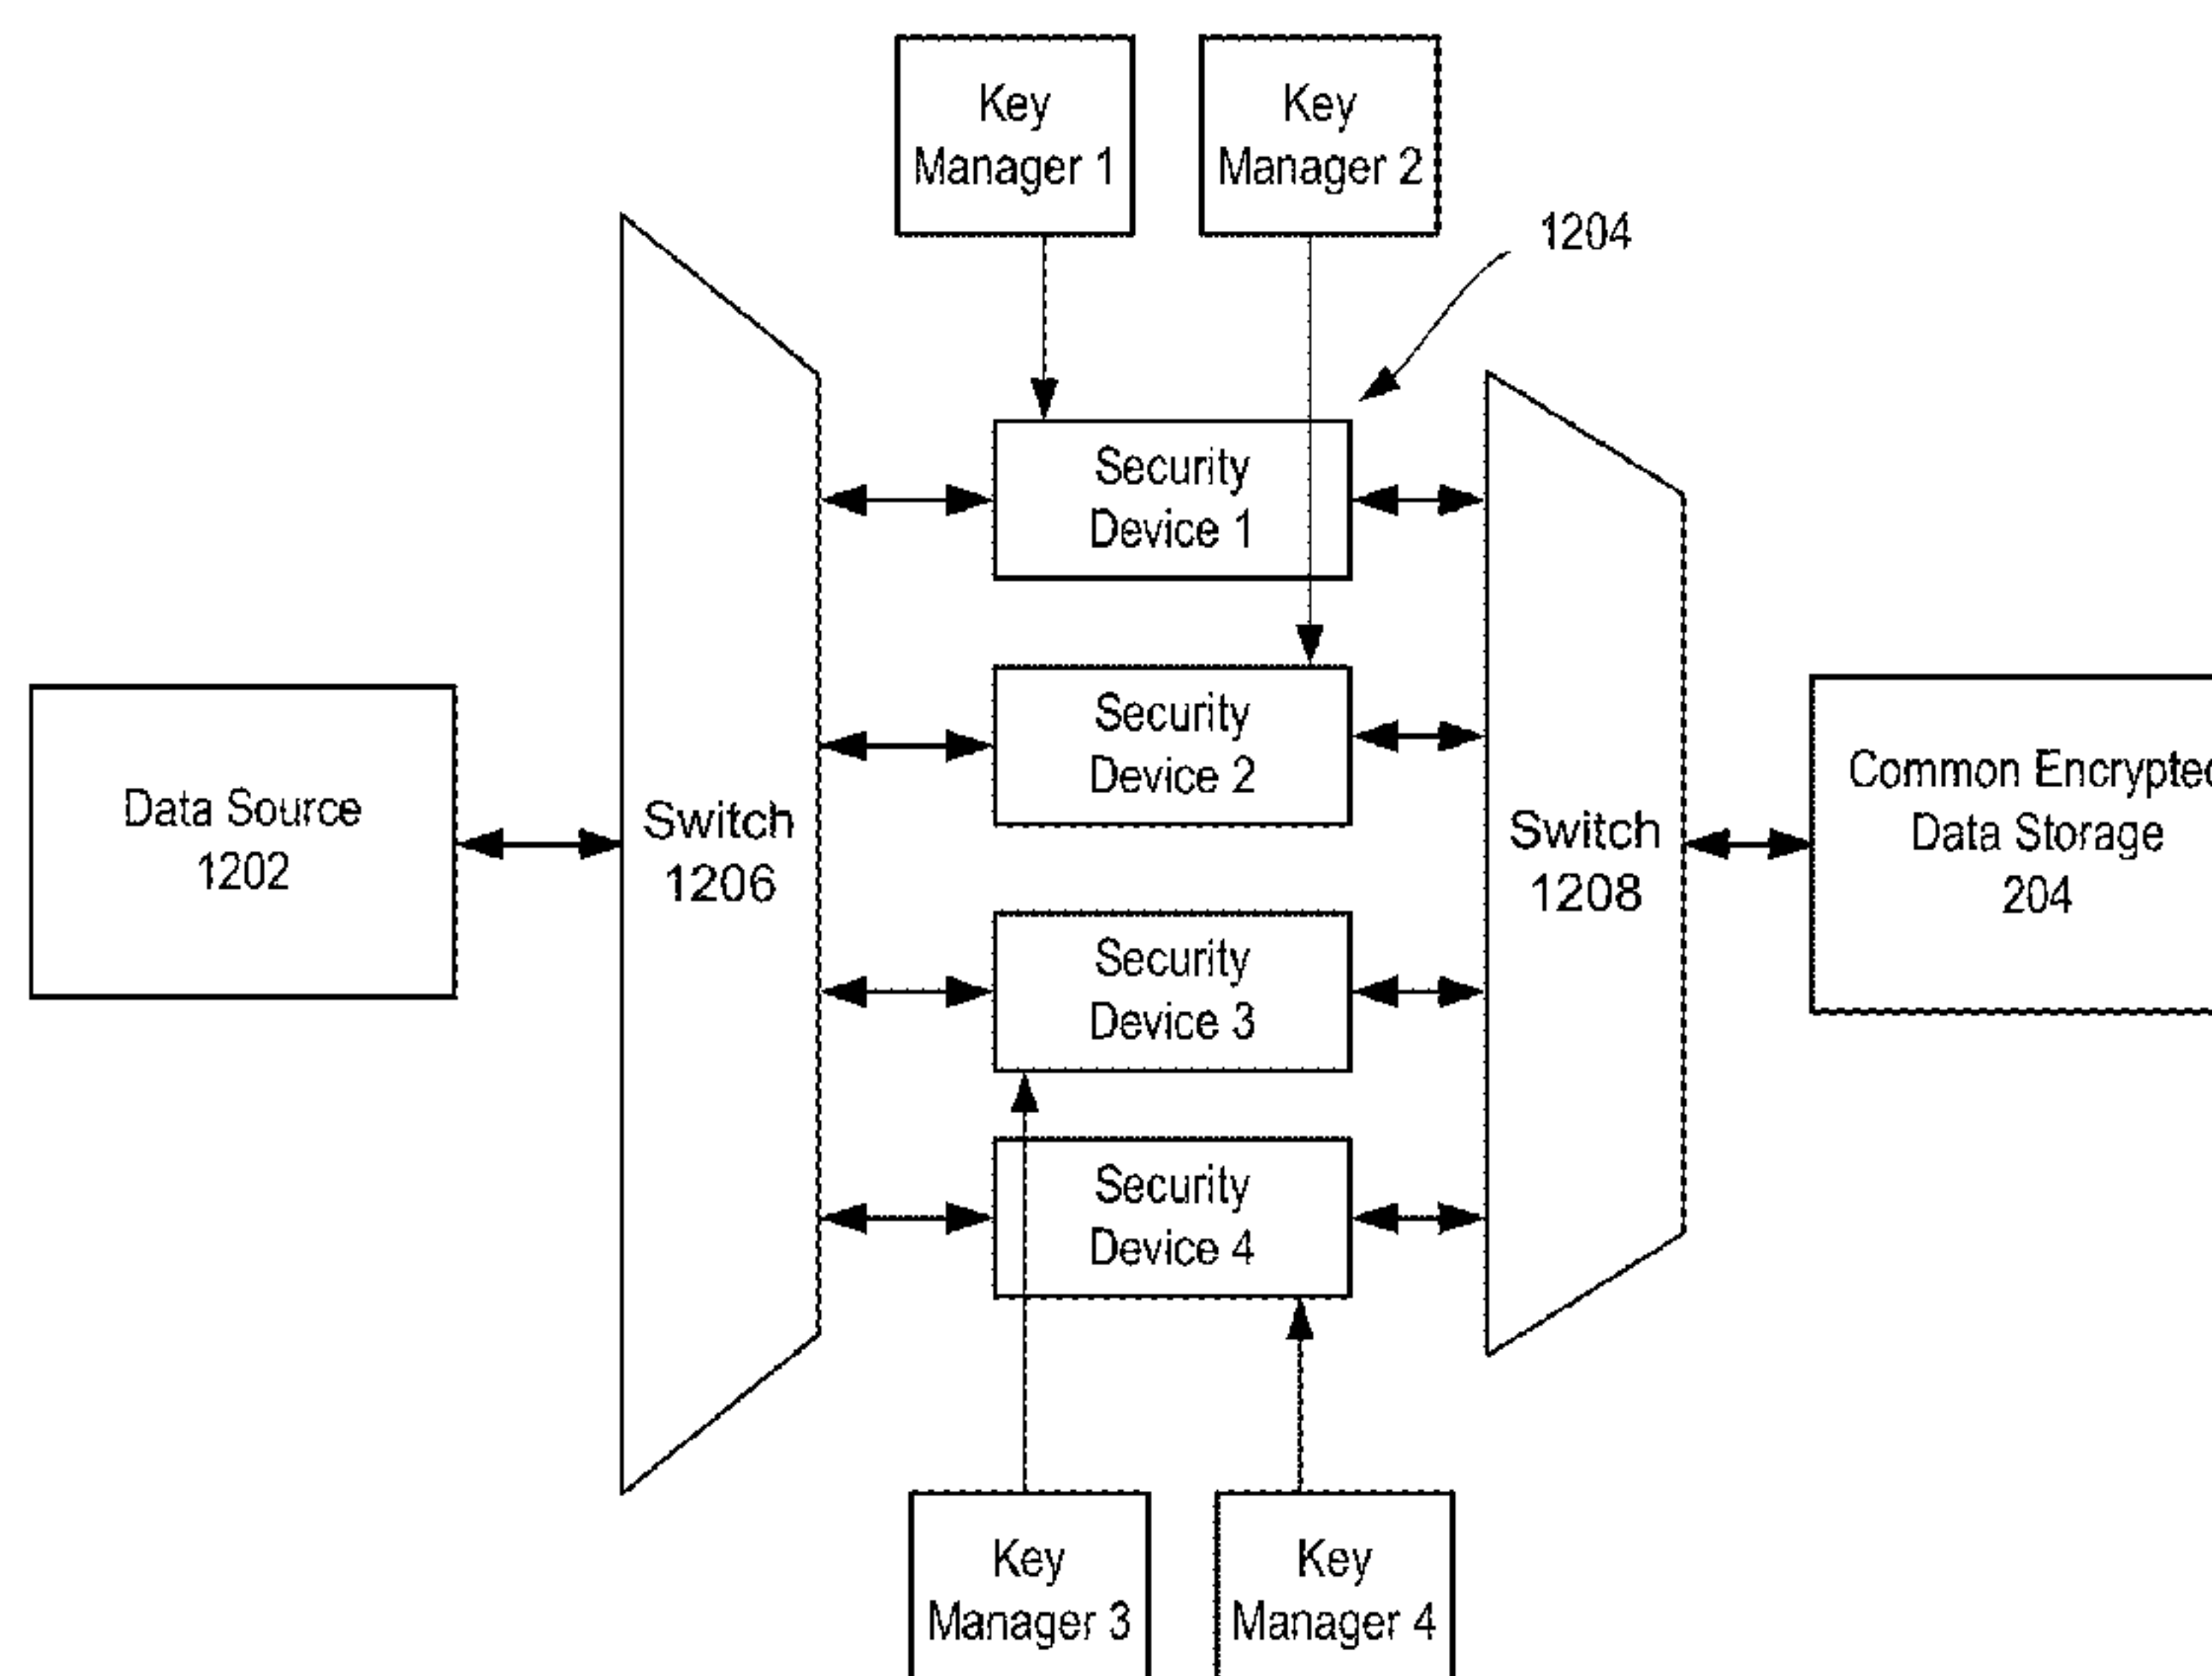 Key
Manager 1
Key
Manager 2
1204
Security
Device 1
Security
Device 2
Data Source
1202
Switch
1206
Switch
1208
Common Encrypted
Data Storage
204
Security
Device 3
Security
Device 4
Key
Manager 3
Key
Manager 4